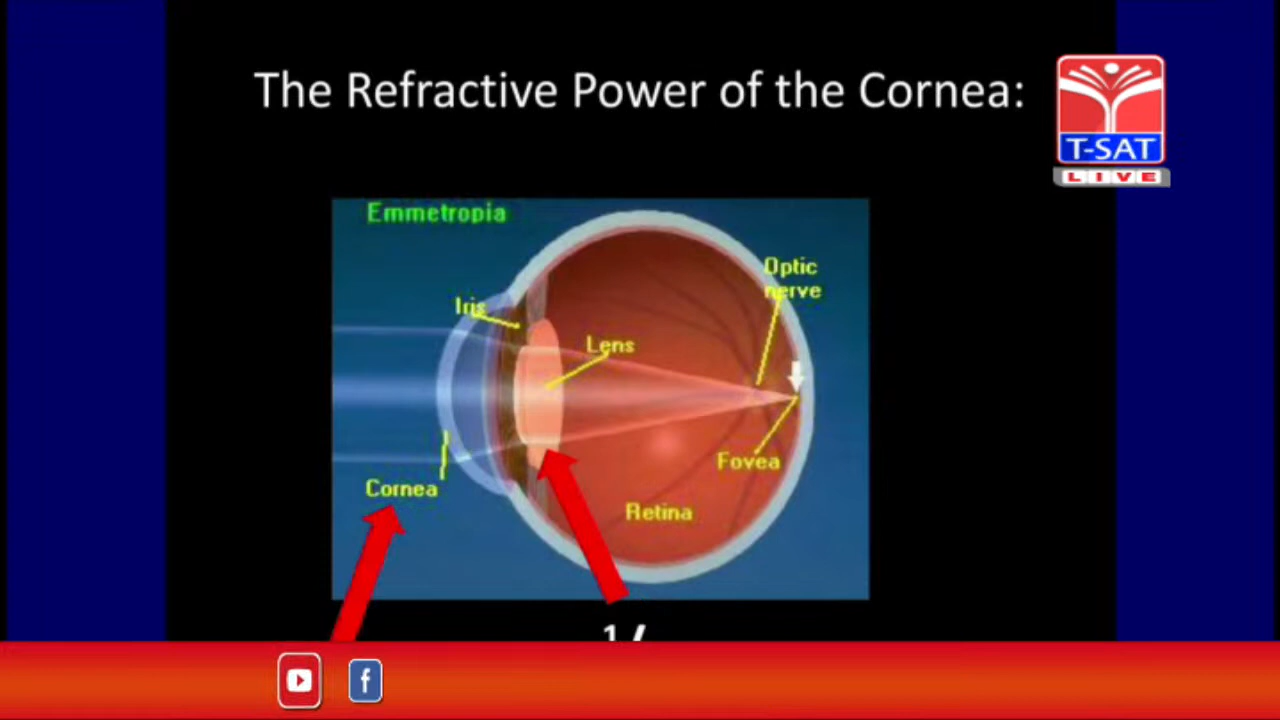 The Refractive Power of the Cornea:
T-SAT
LIVE
Emmetropia
Optic
nerve
Iris
Lens
Fovea
Cornea
Retina